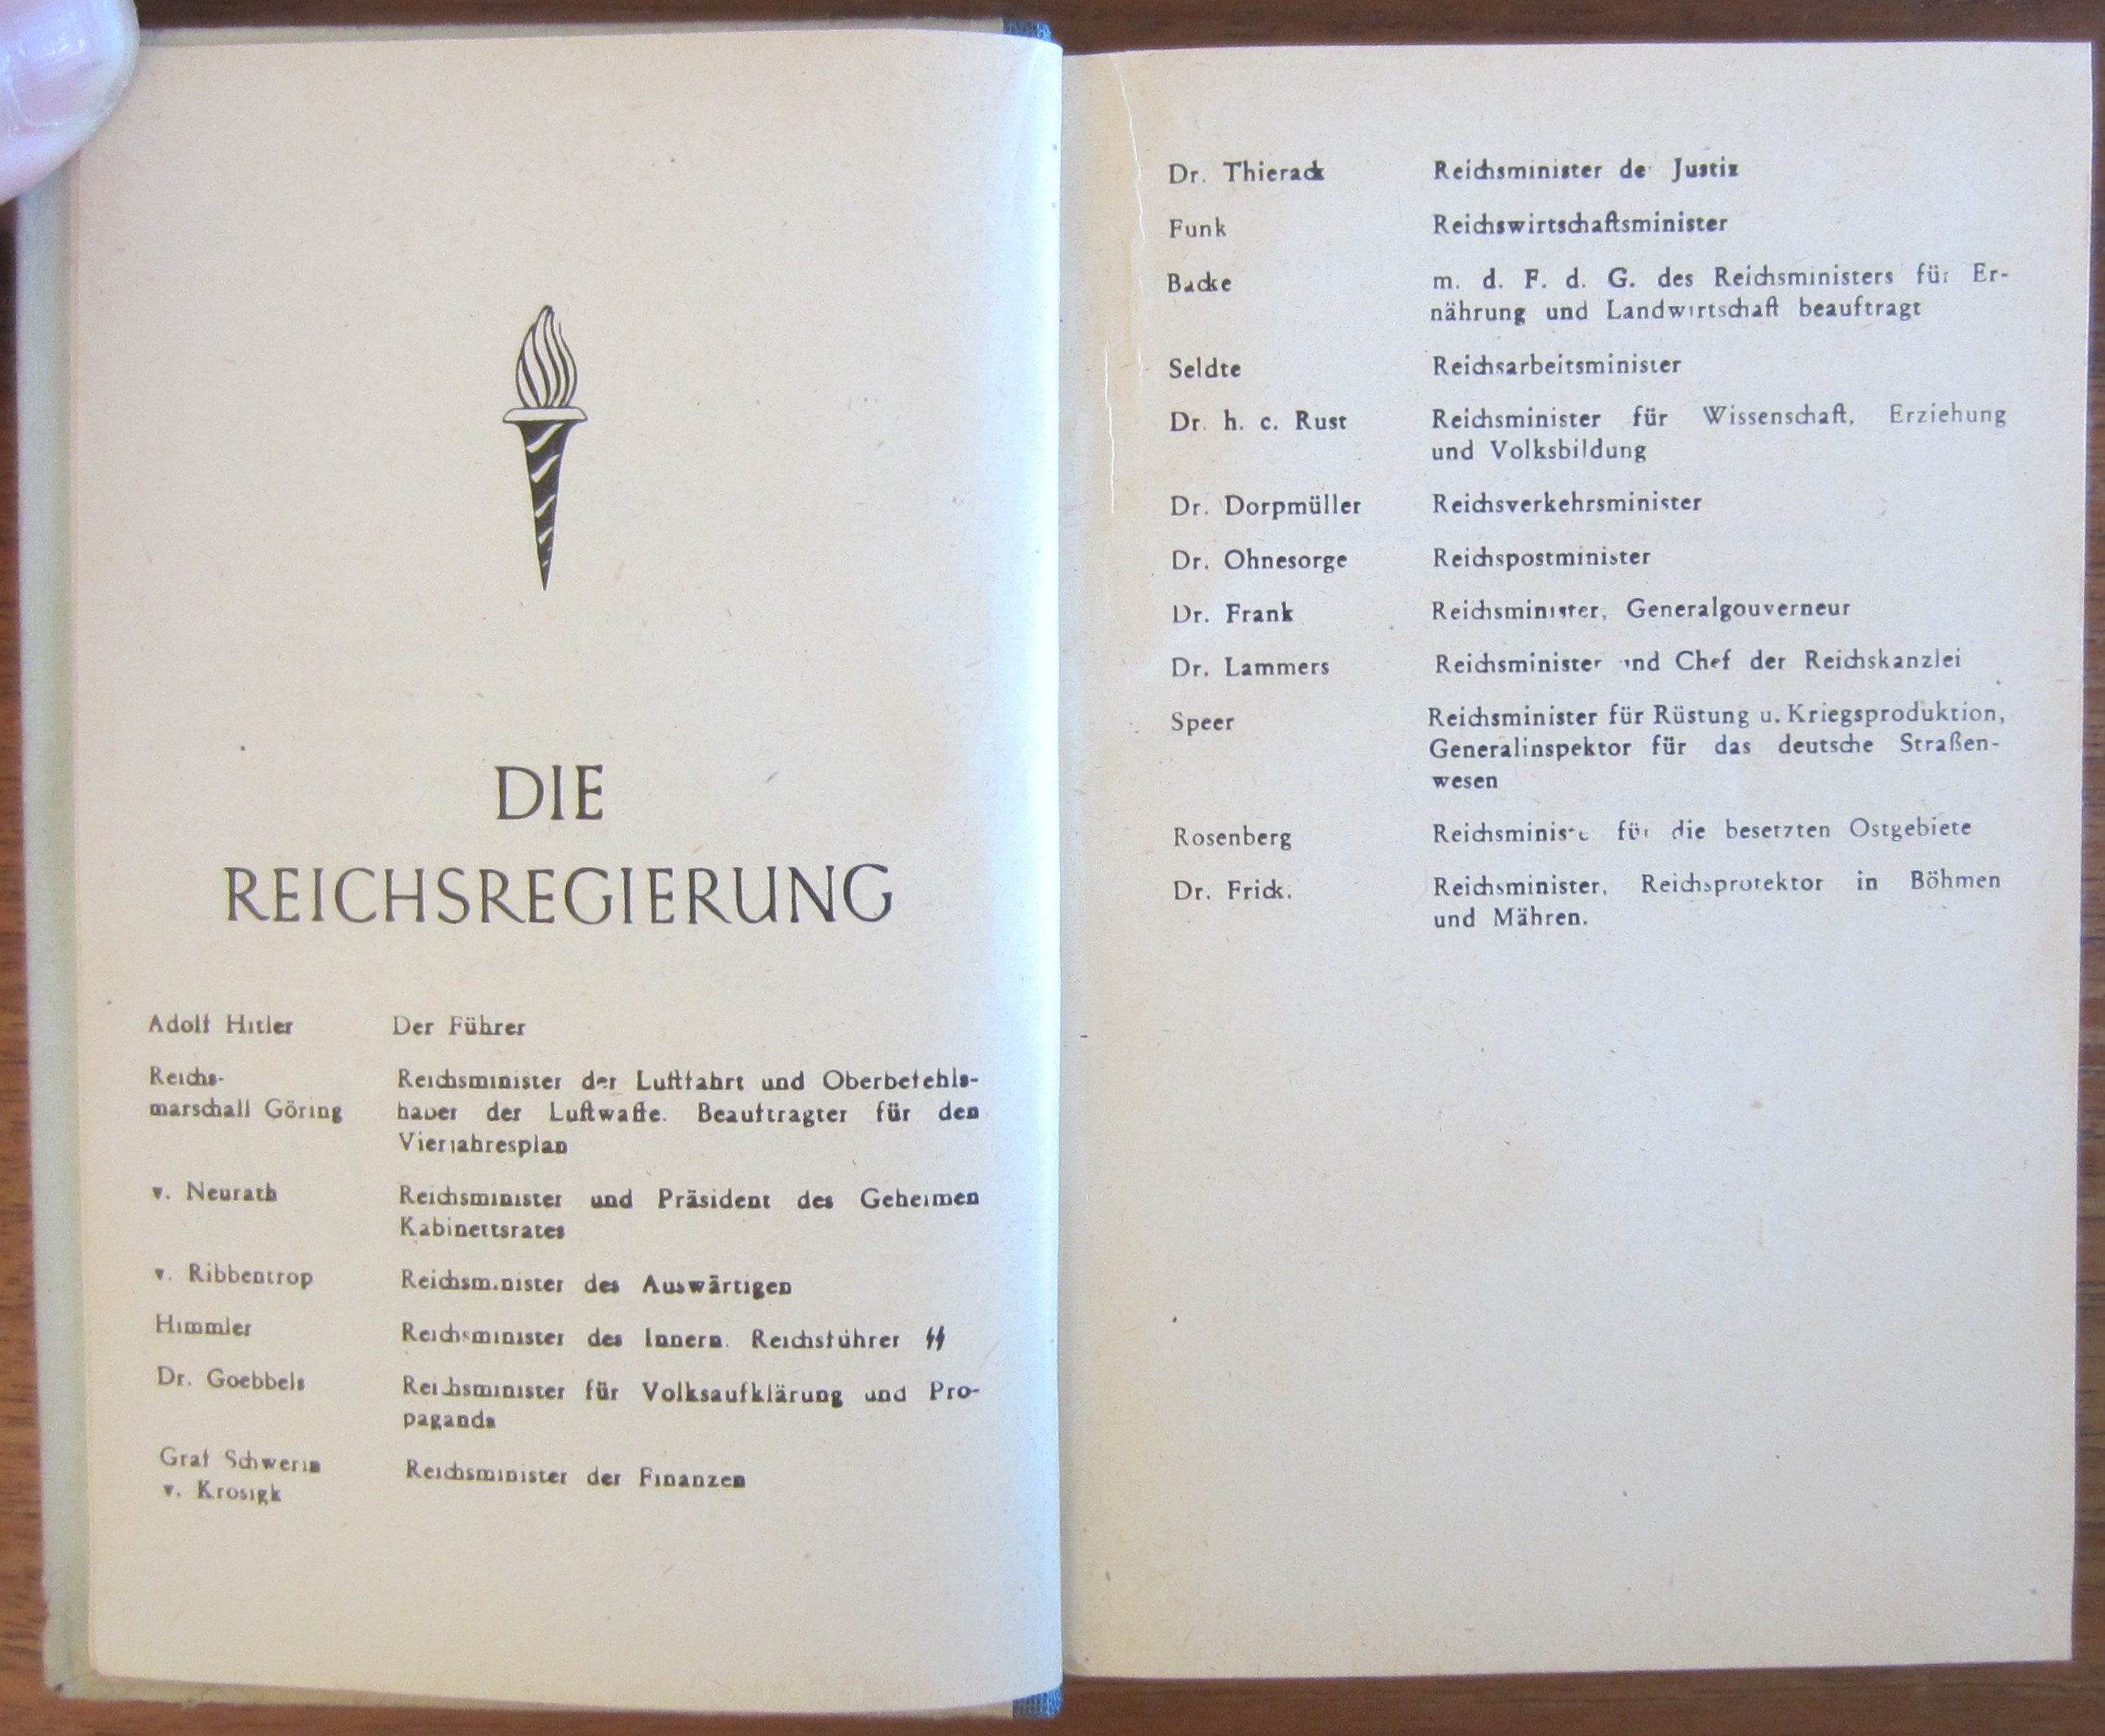 DIE
REICHSREGIERUNG
Adolf Hitler Der Führer
Reichs- Reichsminister der Luftfahrt und Oberbefehls-
marschall Göring haber der Luftwaffe. Beauftragter für den
Vierjahresplan
v. Neurath Reichsminister und Präsident des Geheimen
Kabinettsrates
v. Ribbentrop Reichsminister des Auswärtigen
Himmler Reichsminister des Innern. Reichsführer ᛋᛋ
Dr. Goebbels Reichsminister für Volksaufklärung und Pro-
paganda
Graf Schwerin Reichsminister der Finanzen
v. Krosigk
Dr. Thierack Reichsminister der Justiz
Funk Reichswirtschaftsminister
Backe m. d. F. d. G. des Reichsministers für Er-
nährung und Landwirtschaft beauftragt
Seldte Reichsarbeitsminister
Dr. h. c. Rust Reichsminister für Wissenschaft, Erziehung
und Volksbildung
Dr. Dorpmüller Reichsverkehrsminister
Dr. Ohnesorge Reichspostminister
Dr. Frank Reichsminister, Generalgouverneur
Dr. Lammers Reichsminister und Chef der Reichskanzlei
Speer Reichsminister für Rüstung u. Kriegsproduktion,
Generalinspektor für das deutsche Straßen-
wesen
Rosenberg Reichsminister für die besetzten Ostgebiete
Dr. Frick. Reichsminister, Reichsprotektor in Böhmen
und Mähren.